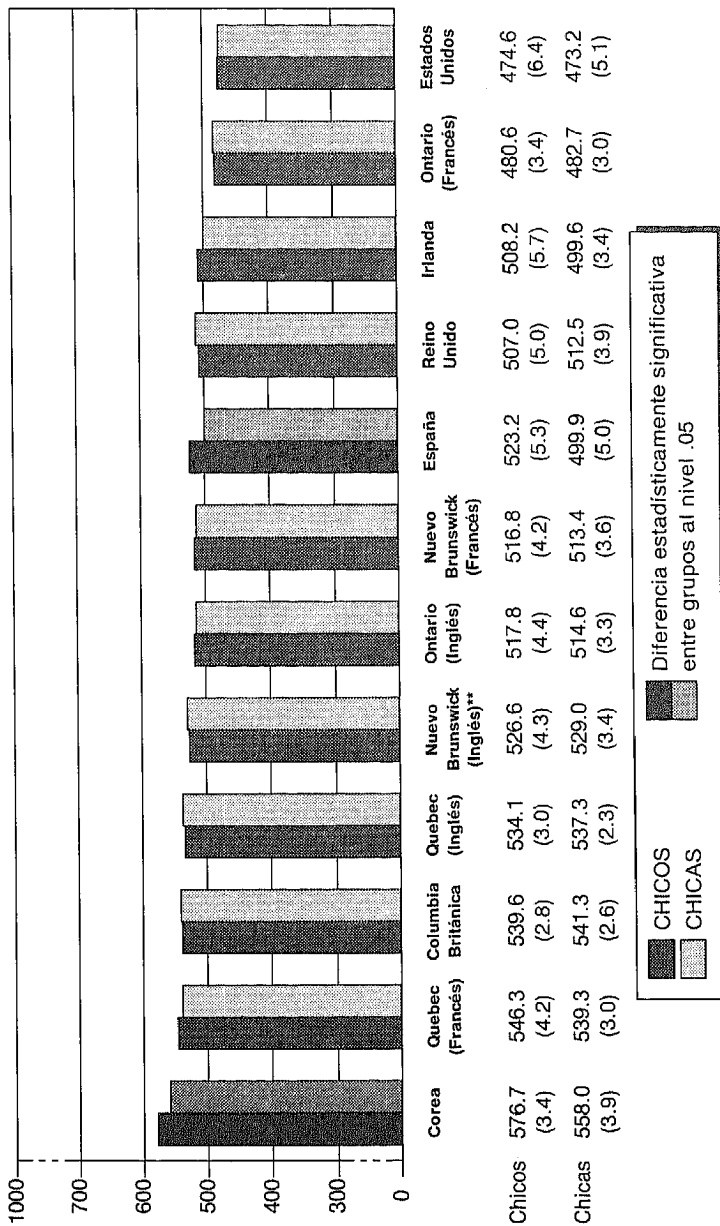 1000
700
600
500
400
300
0
Corea
Quebec
(Francés)
Columbia
Británica
Quebec
(Inglés)
Nuevo
Brunswick
(Inglés)**
Ontario
(Inglés)
Nuevo
Brunswick
(Francés)
España
Reino
Unido
Irlanda
Ontario
(Francés)
Estados
Unidos
Chicos 576.7 546.3 539.6 534.1 526.6 517.8 516.8 523.2 507.0 508.2 480.6 474.6
(3.4) (4.2) (2.8) (3.0) (4.3) (4.4) (4.2) (5.3) (5.0) (5.7) (3.4) (6.4)
Chicas 558.0 539.3 541.3 537.3 529.0 514.6 513.4 499.9 512.5 499.6 482.7 473.2
(3.9) (3.0) (2.6) (2.3) (3.4) (3.3) (3.6) (5.0) (3.9) (3.4) (3.0) (5.1)
CHICOS
CHICAS
Diferencia estadísticamente significativa
entre grupos al nivel .05